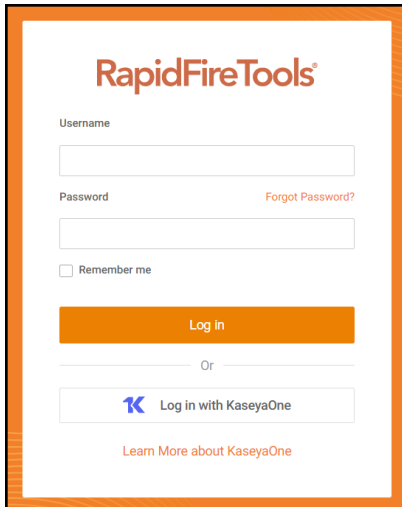 RapidFireTools®
Username
Password Forgot Password?
Remember me
Log in
Or
Log in with KaseyaOne
Learn More about KaseyaOne